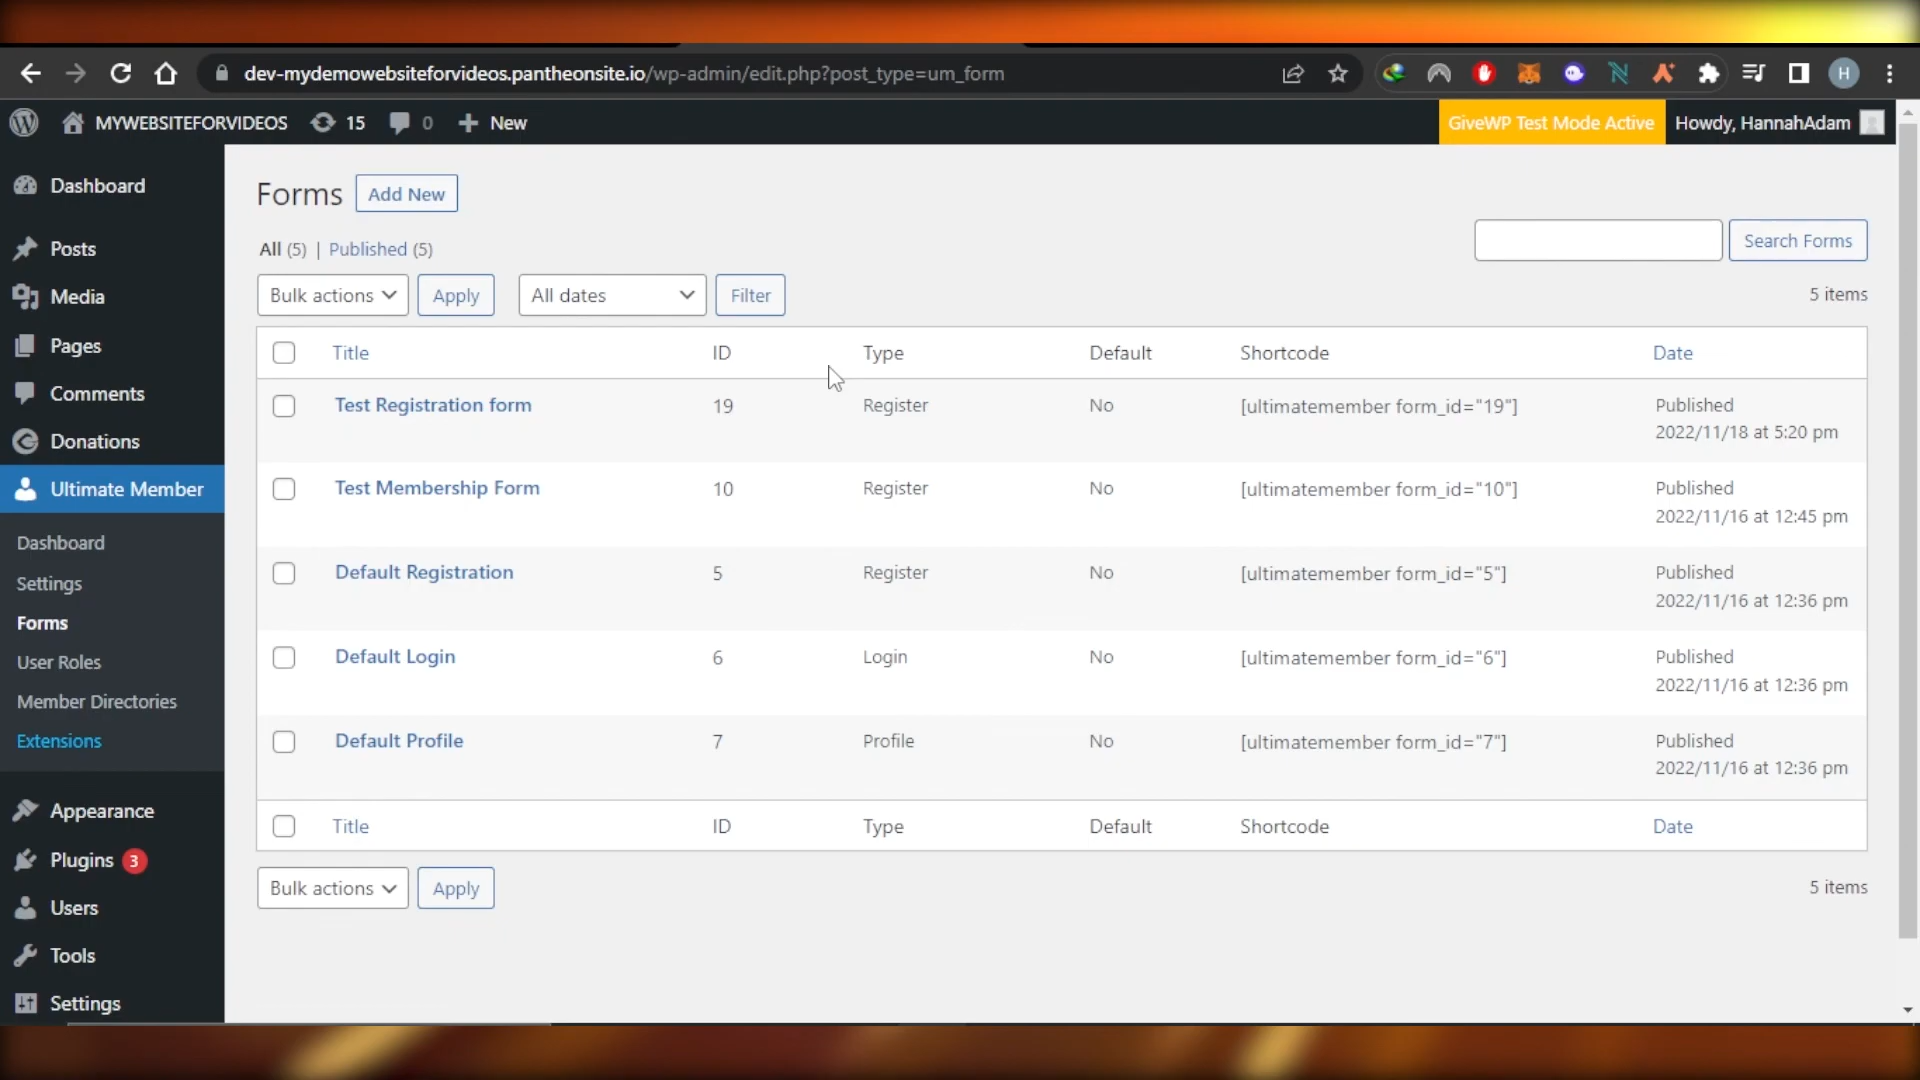 dev-mydemowebsiteforvideos.pantheonsite.io/wp-admin/edit.php?post_type=um_form
H
MYWEBSITEFORVIDEOS 15 0 New
GiveWP Test Mode Active Howdy, HannahAdam
Dashboard
Posts
Media
Pages
Comments
Donations
Ultimate Member
Dashboard
Settings
Forms
User Roles
Member Directories
Extensions
Appearance
Plugins 3
Users
Tools
Settings
Forms Add New
All (5) | Published (5)
Search Forms
Bulk actions Apply All dates Filter
5 items
Title ID Type Default Shortcode Date
Test Registration form 19 Register No [ultimatemember form_id="19"] Published
2022/11/18 at 5:20 pm
Test Membership Form 10 Register No [ultimatemember form_id="10"] Published
2022/11/16 at 12:45 pm
Default Registration 5 Register No [ultimatemember form_id="5"] Published
2022/11/16 at 12:36 pm
Default Login 6 Login No [ultimatemember form_id="6"] Published
2022/11/16 at 12:36 pm
Default Profile 7 Profile No [ultimatemember form_id="7"] Published
2022/11/16 at 12:36 pm
Title ID Type Default Shortcode Date
Bulk actions Apply
5 items